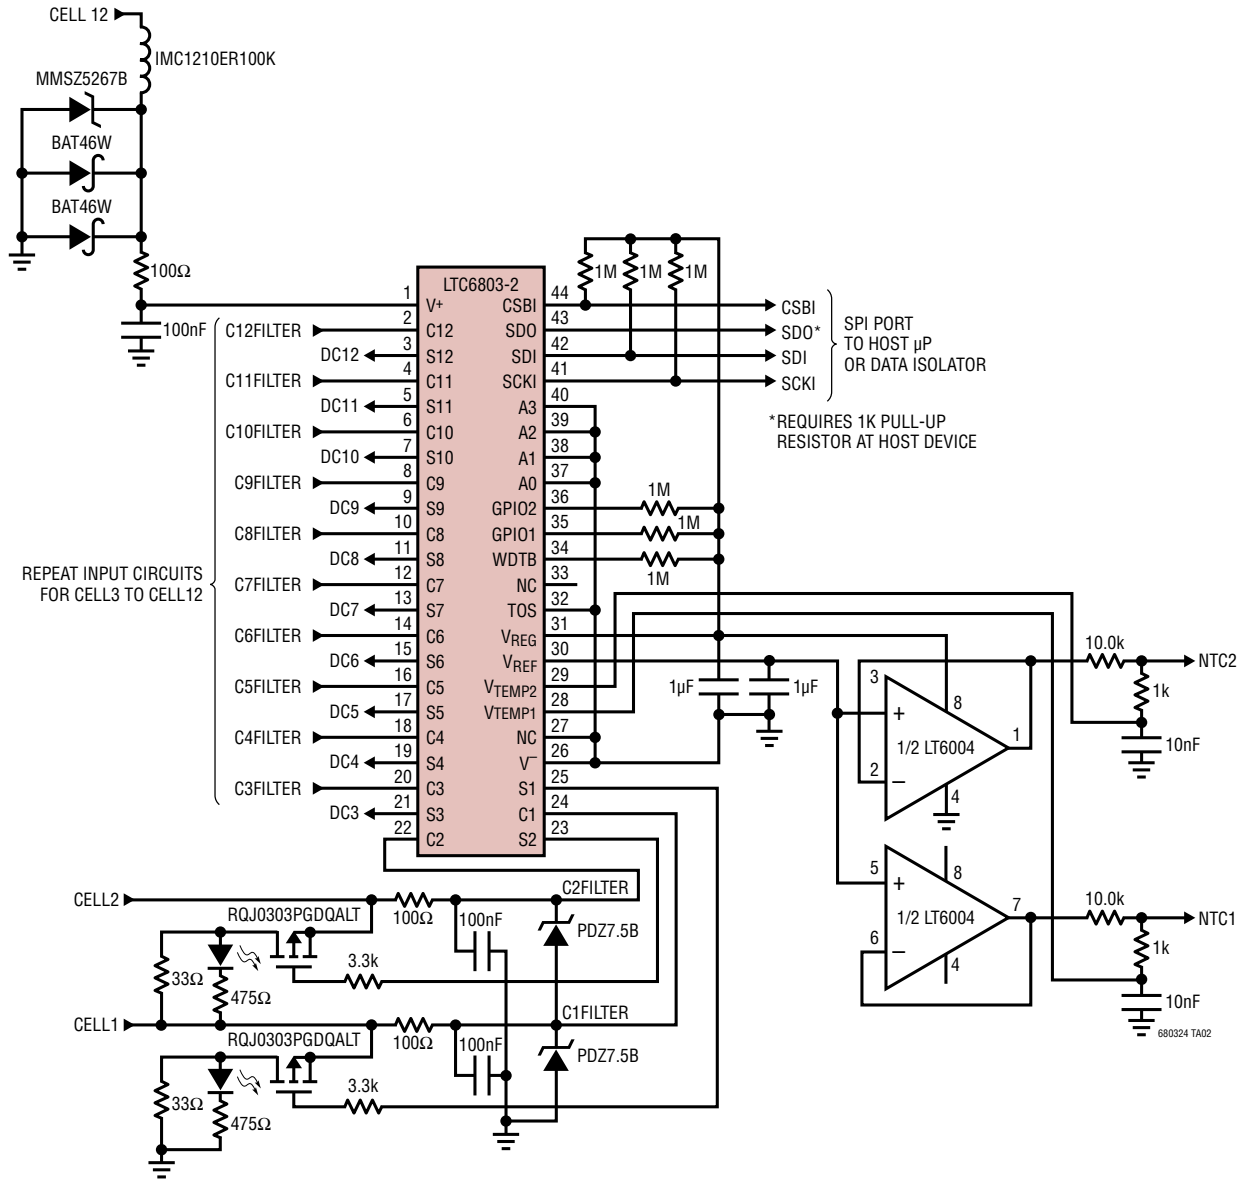 CELL 12
IMC1210ER100K
MMSZ5267B
BAT46W
BAT46W
100Ω
100nF
LTC6803-2
1 V+ CSBI 44
2 C12 SDO 43
3 S12 SDI 42
4 C11 SCKI 41
5 S11 A3 40
6 C10 A2 39
7 S10 A1 38
8 C9 A0 37
9 S9 GPIO2 36
10 C8 GPIO1 35
11 S8 WDTB 34
12 C7 NC 33
13 S7 TOS 32
14 C6 VREG 31
15 S6 VREF 30
16 C5 VTEMP2 29
17 S5 VTEMP1 28
18 C4 NC 27
19 S4 V– 26
20 C3 S1 25
21 S3 C1 24
22 C2 S2 23
C12FILTER
DC12
C11FILTER
DC11
C10FILTER
DC10
C9FILTER
DC9
C8FILTER
DC8
C7FILTER
DC7
C6FILTER
DC6
C5FILTER
DC5
C4FILTER
DC4
C3FILTER
DC3
REPEAT INPUT CIRCUITS
FOR CELL3 TO CELL12
1M
1M
1M
CSBI
SDO*
SDI
SCKI
SPI PORT
TO HOST µP
OR DATA ISOLATOR
*REQUIRES 1K PULL-UP
RESISTOR AT HOST DEVICE
1M
1M
1M
1µF
1µF
3
+
8
1/2 LT6004
1
2
–
4
10.0k
NTC2
1k
10nF
5
+
8
1/2 LT6004
7
6
–
4
10.0k
NTC1
1k
10nF
680324 TA02
CELL2
RQJ0303PGDQALT
100Ω
100nF
C2FILTER
PDZ7.5B
33Ω
475Ω
3.3k
CELL1
RQJ0303PGDQALT
100Ω
100nF
C1FILTER
PDZ7.5B
33Ω
475Ω
3.3k